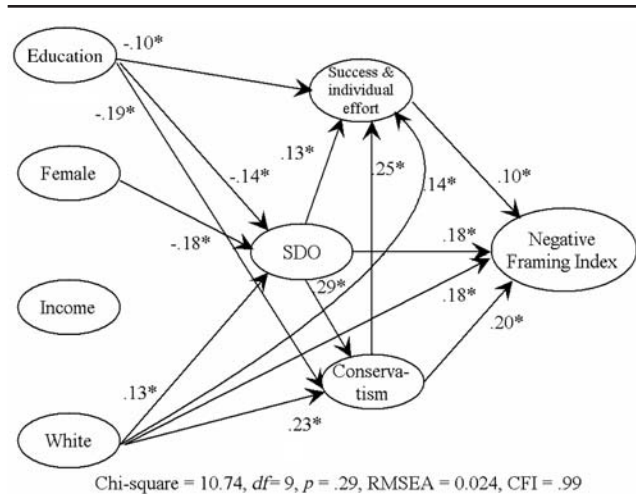 Education
-.10*
Success &
individual
effort
-.19*
.13*
.25*
.14*
Female
-.14*
.10*
-.18*
SDO
.18*
Negative
Framing Index
.29*
Income
.18*
.20*
.13*
Conserva-
tism
White
.23*
Chi-square = 10.74, df= 9, p = .29, RMSEA = 0.024, CFI = .99